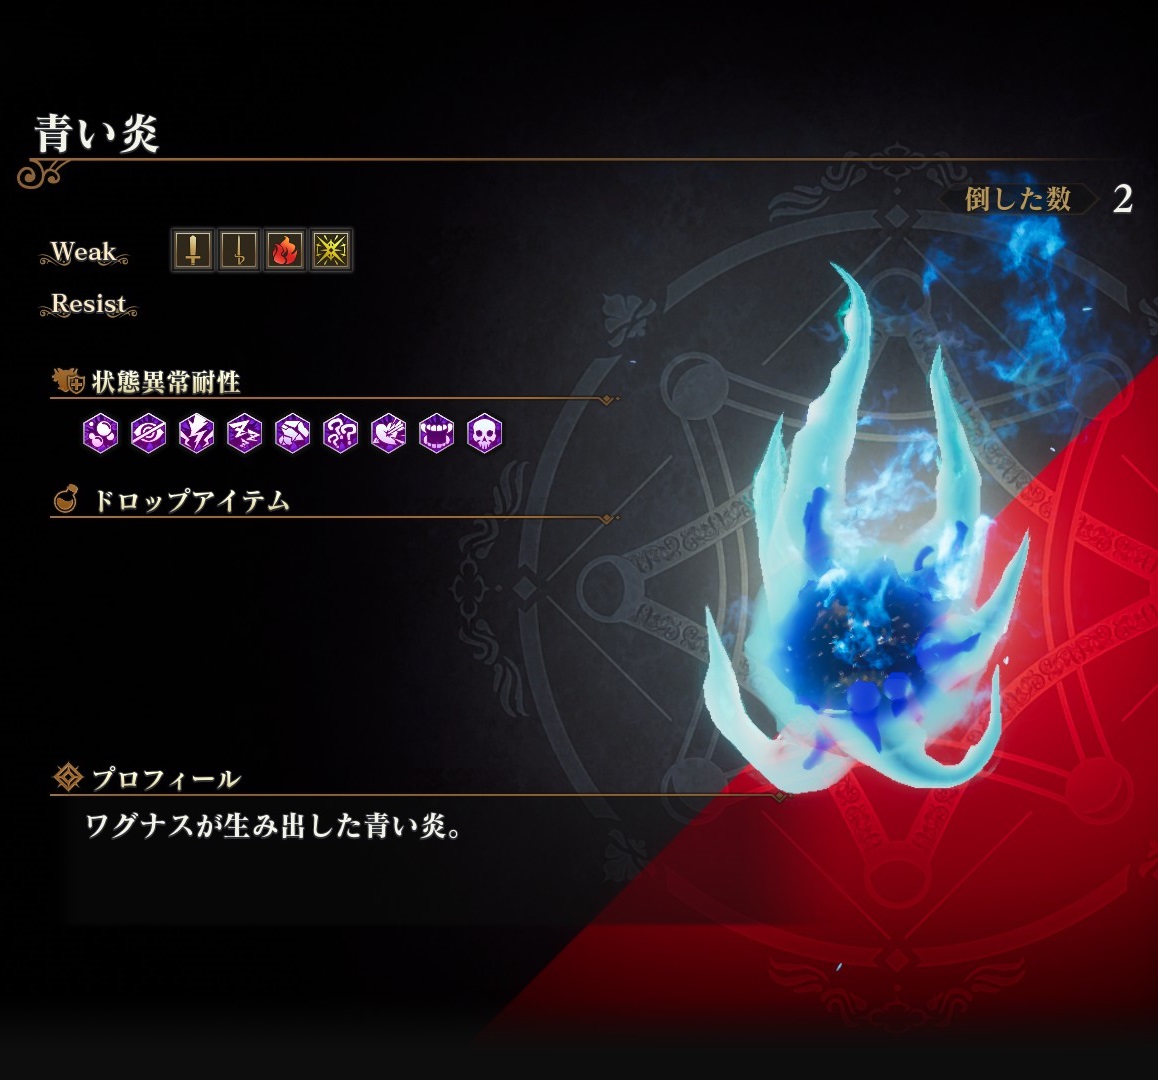 青い炎
倒した数 2
Weak
Resist
状態異常耐性
ドロップアイテム
プロフィール
ワグナスが生み出した青い炎。